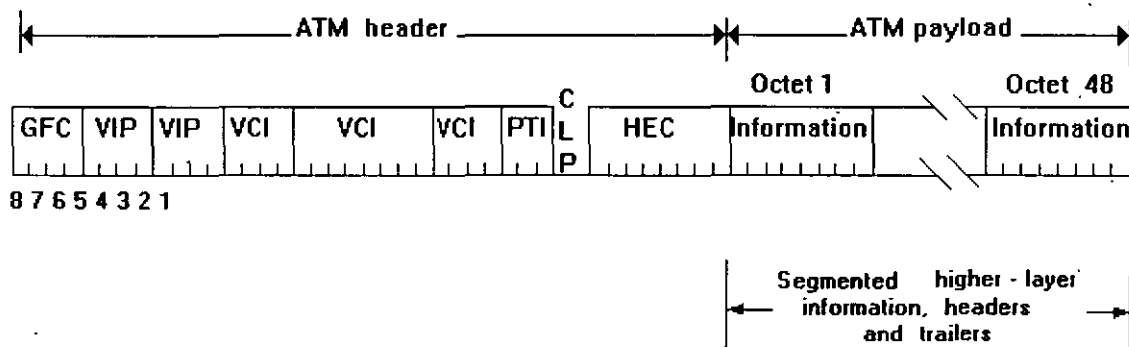 ATM header ATM payload
Octet 1 Octet 48
GFC VIP VIP VCI VCI VCI PTI CLP HEC Information Information
8 7 6 5 4 3 2 1
Segmented higher - layer
information, headers
and trailers